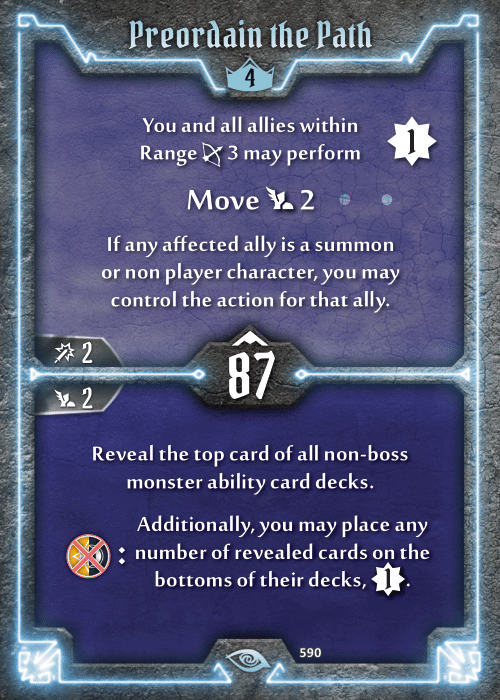 Preordain the Path
4
You and all allies within
Range 3 may perform
1
Move 2
If any affected ally is a summon
or non player character, you may
control the action for that ally.
2
87
2
Reveal the top card of all non-boss
monster ability card decks.
Additionally, you may place any
: number of revealed cards on the
bottoms of their decks, 1.
590